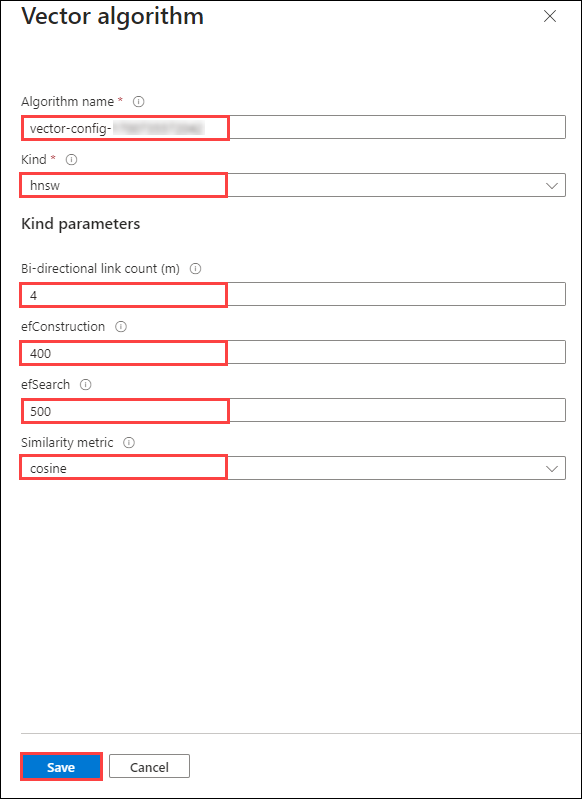 Vector algorithm
Algorithm name *
vector-config-
Kind *
hnsw
Kind parameters
Bi-directional link count (m)
4
efConstruction
400
efSearch
500
Similarity metric
cosine
Save Cancel